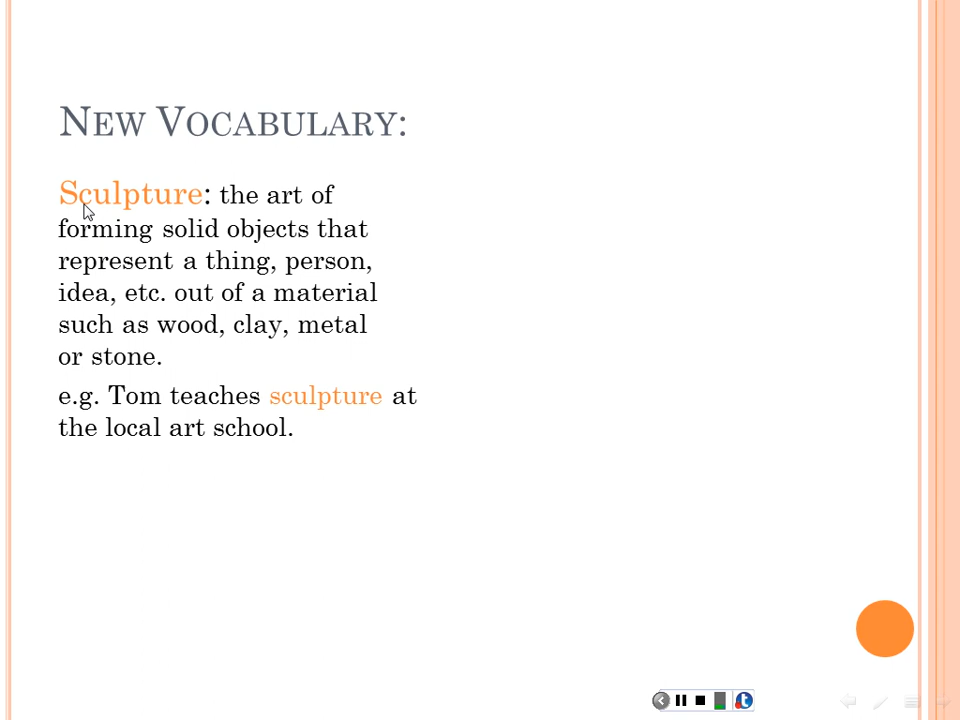 NEW VOCABULARY:
Sculpture: the art of
forming solid objects that
represent a thing, person,
idea, etc. out of a material
such as wood, clay, metal
or stone.
e.g. Tom teaches sculpture at
the local art school.